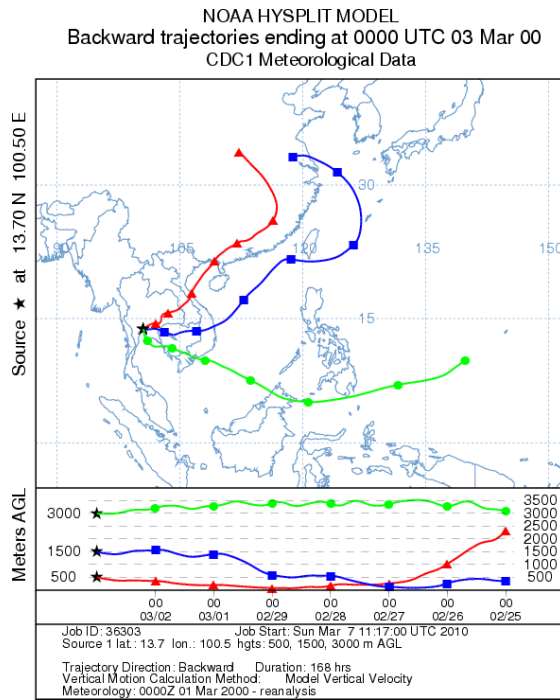 NOAA HYSPLIT MODEL
Backward trajectories ending at 0000 UTC 03 Mar 00
CDC1 Meteorological Data
Source ★ at 13.70 N 100.50 E
30
90 105 120 135 150
15
Meters AGL
3000
1500
500
3500
3000
2500
2000
1500
1000
500
00 00 00 00 00 00 00
03/02 03/01 02/29 02/28 02/27 02/26 02/25
Job ID: 36303 Job Start: Sun Mar 7 11:17:00 UTC 2010
Source 1 lat.: 13.7 lon.: 100.5 hgts: 500, 1500, 3000 m AGL
Trajectory Direction: Backward Duration: 168 hrs
Vertical Motion Calculation Method: Model Vertical Velocity
Meteorology: 0000Z 01 Mar 2000 - reanalysis